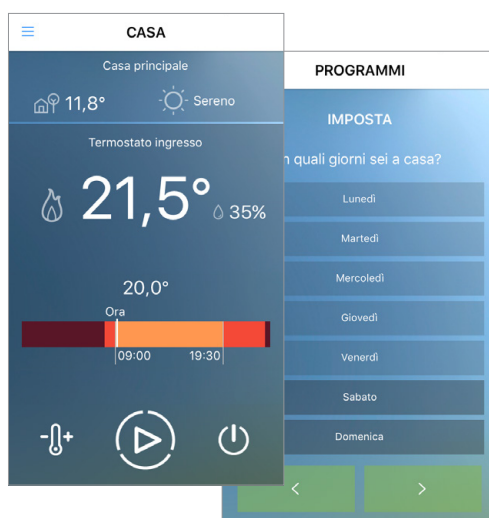 CASA
Casa principale
11,8°
Sereno
Termostato ingresso
21,5°
35%
20,0°
Ora
09:00 19:30
-
+
PROGRAMMI
IMPOSTA
n quali giorni sei a casa?
Lunedì
Martedì
Mercoledì
Giovedì
Venerdì
Sabato
Domenica